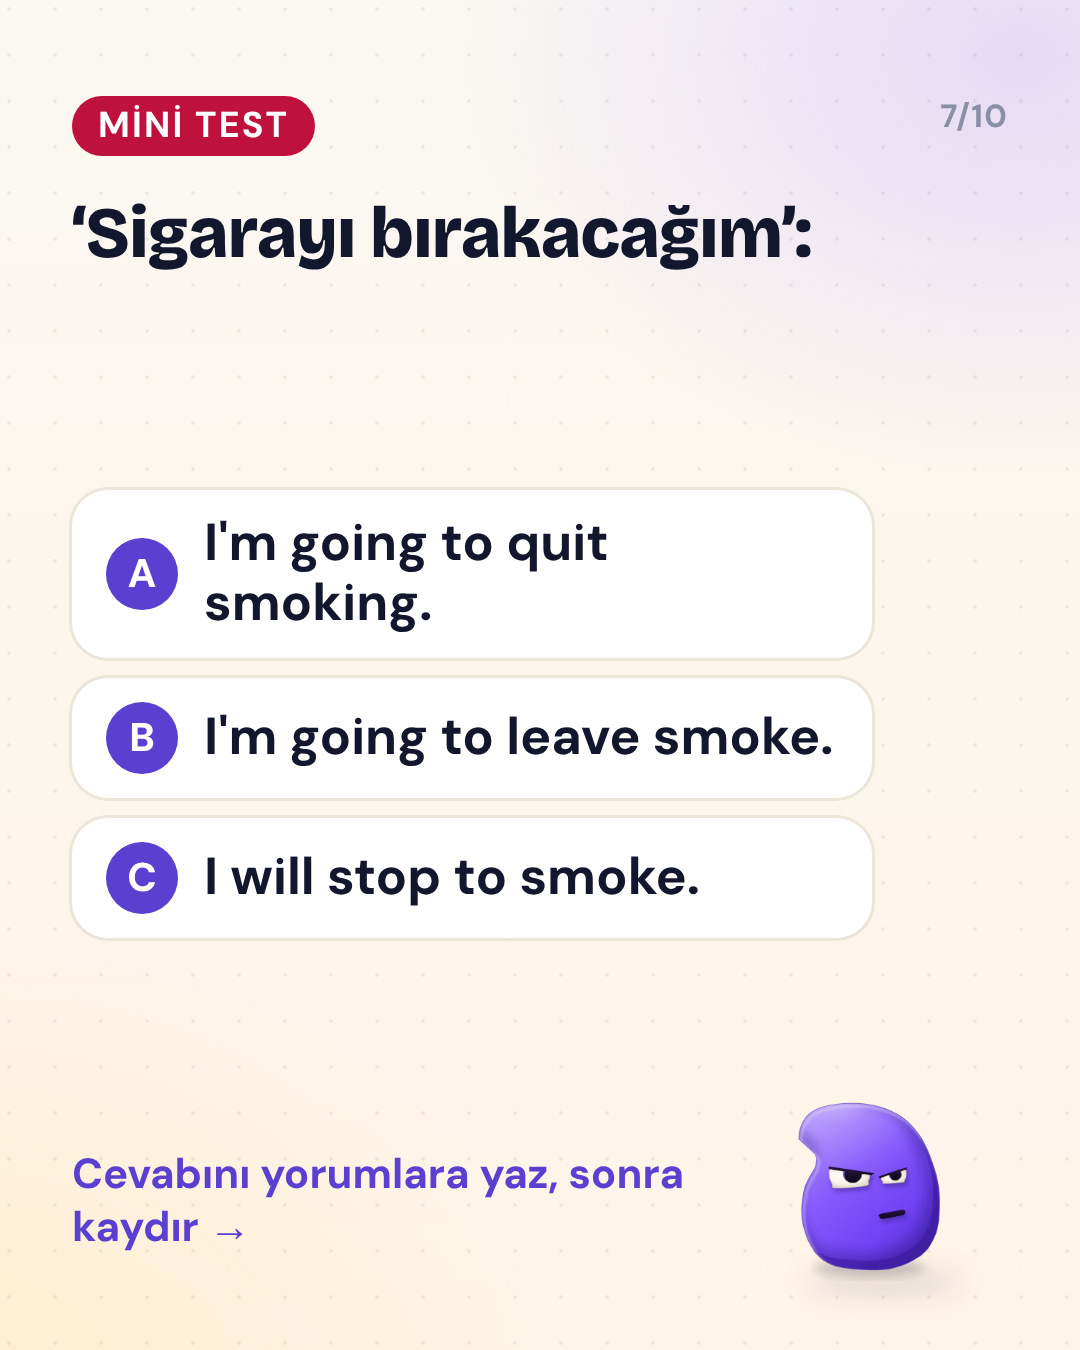 MİNİ TEST
7/10
‘Sigarayı bırakacağım’:
A
I'm going to quit
smoking.
B
I'm going to leave smoke.
C
I will stop to smoke.
Cevabını yorumlara yaz, sonra
kaydır →